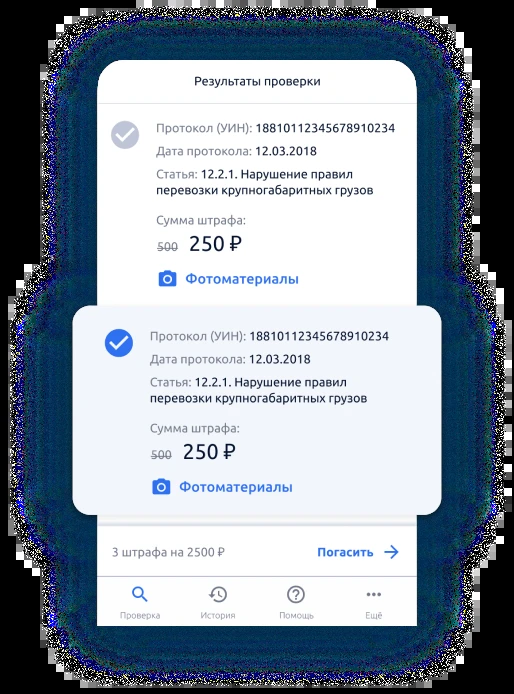 Результаты проверки
Протокол (УИН): 18810112345678910234
Дата протокола: 12.03.2018
Статья: 12.2.1. Нарушение правил
перевозки крупногабаритных грузов
Сумма штрафа:
500 250 ₽
Фотоматериалы
Протокол (УИН): 18810112345678910234
Дата протокола: 12.03.2018
Статья: 12.2.1. Нарушение правил
перевозки крупногабаритных грузов
Сумма штрафа:
500 250 ₽
Фотоматериалы
3 штрафа на 2500 ₽ Погасить
Проверка История Помощь Ещё